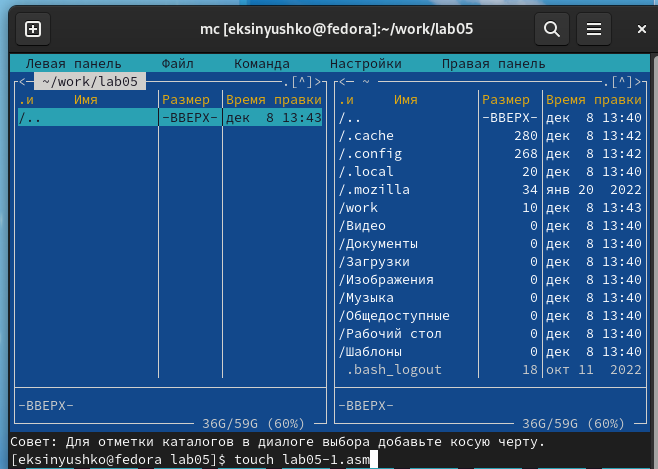 mc [eksinyushko@fedora]:~/work/lab05
Левая панель Файл Команда Настройки Правая панель
<- ~/work/lab05 .[^]> <- ~ .[^]>
.и Имя Размер Время правки .и Имя Размер Время правки
/.. -ВВЕРХ- дек 8 13:43 /.. -ВВЕРХ- дек 8 13:40
/.cache 280 дек 8 13:42
/.config 268 дек 8 13:42
/.local 20 дек 8 13:40
/.mozilla 34 янв 20 2022
/work 10 дек 8 13:43
/Видео 0 дек 8 13:40
/Документы 0 дек 8 13:40
/Загрузки 0 дек 8 13:40
/Изображения 0 дек 8 13:40
/Музыка 0 дек 8 13:40
/Общедоступные 0 дек 8 13:40
/Рабочий стол 0 дек 8 13:40
/Шаблоны 0 дек 8 13:40
.bash_logout 18 окт 11 2022
-ВВЕРХ- -ВВЕРХ-
36G/59G (60%) 36G/59G (60%)
Совет: Для отметки каталогов в диалоге выбора добавьте косую черту.
[eksinyushko@fedora lab05]$ touch lab05-1.asm